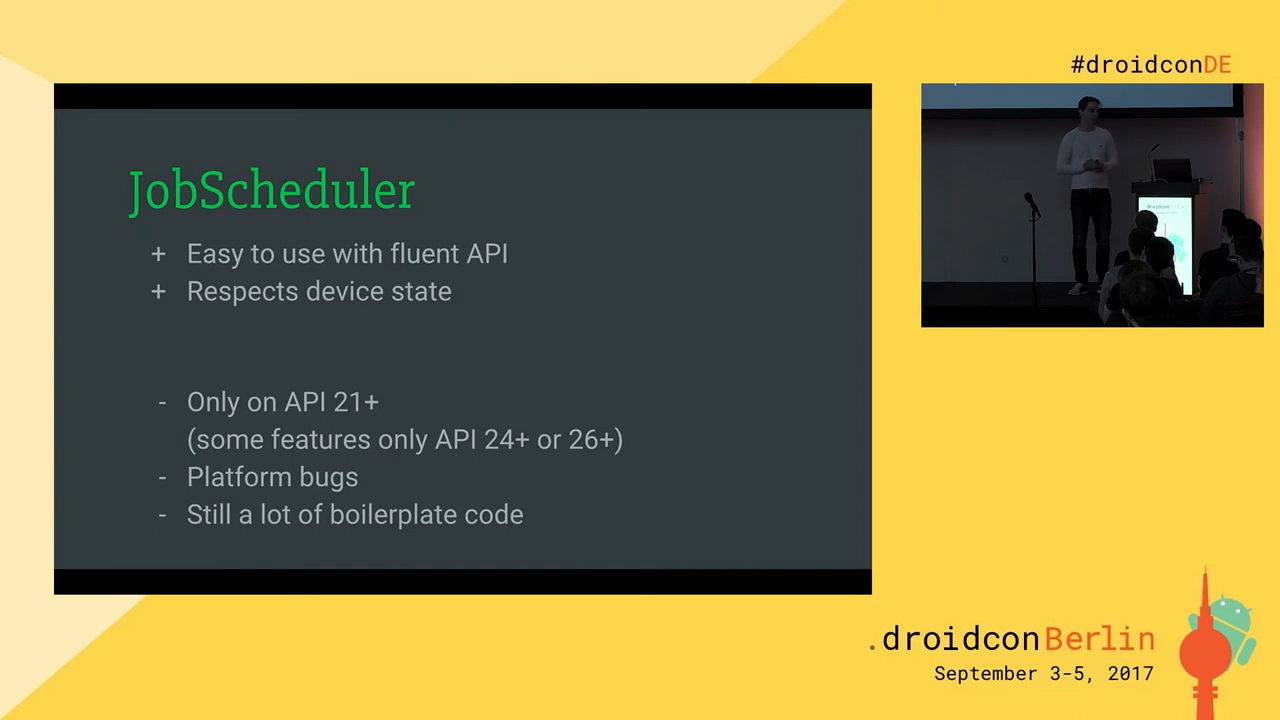 #droidconDE
JobScheduler
+ Easy to use with fluent API
+ Respects device state
- Only on API 21+
(some features only API 24+ or 26+)
- Platform bugs
- Still a lot of boilerplate code
.droidconBerlin
September 3-5, 2017